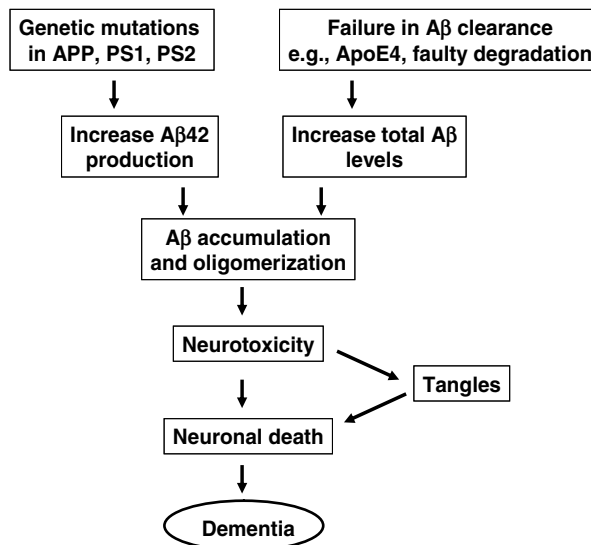 Genetic mutations
in APP, PS1, PS2
Failure in Aβ clearance
e.g., ApoE4, faulty degradation
Increase Aβ42
production
Increase total Aβ
levels
Aβ accumulation
and oligomerization
Neurotoxicity
Tangles
Neuronal death
Dementia